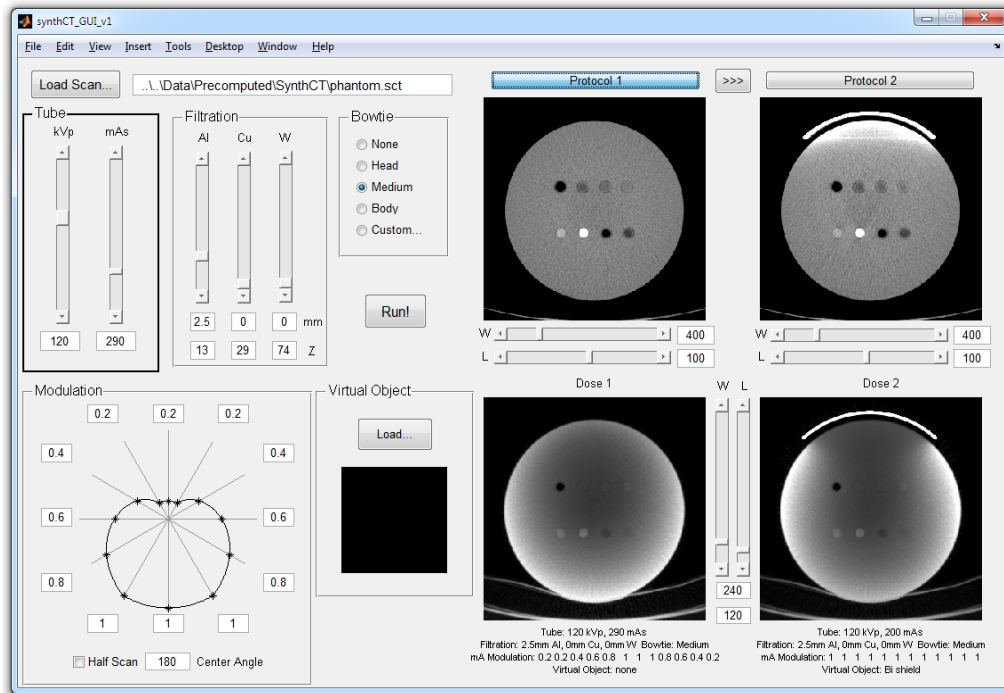 synthCT_GUI_v1
File Edit View Insert Tools Desktop Window Help
Load Scan...
..\..\Data\Precomputed\SynthCT\phantom.sct
Protocol 1
>>>
Protocol 2
Tube
kVp mAs
120 290
Filtration
Al Cu W
2.5 0 0 mm
13 29 74 Z
Bowtie
None
Head
Medium
Body
Custom...
Run!
W 400
L 100
W 400
L 100
Modulation
0.2 0.2 0.2
0.4 0.4
0.6 0.6
0.8 0.8
1 1 1
Half Scan 180 Center Angle
Virtual Object
Load...
Dose 1
W L
240
120
Dose 2
Tube: 120 kVp, 290 mAs
Filtration: 2.5mm Al, 0mm Cu, 0mm W Bowtie: Medium
mA Modulation: 0.2 0.2 0.4 0.6 0.8 1 1 1 0.8 0.6 0.4 0.2
Virtual Object: none
Tube: 120 kVp, 200 mAs
Filtration: 2.5mm Al, 0mm Cu, 0mm W Bowtie: Medium
mA Modulation: 1 1 1 1 1 1 1 1 1 1 1 1
Virtual Object: Bi shield